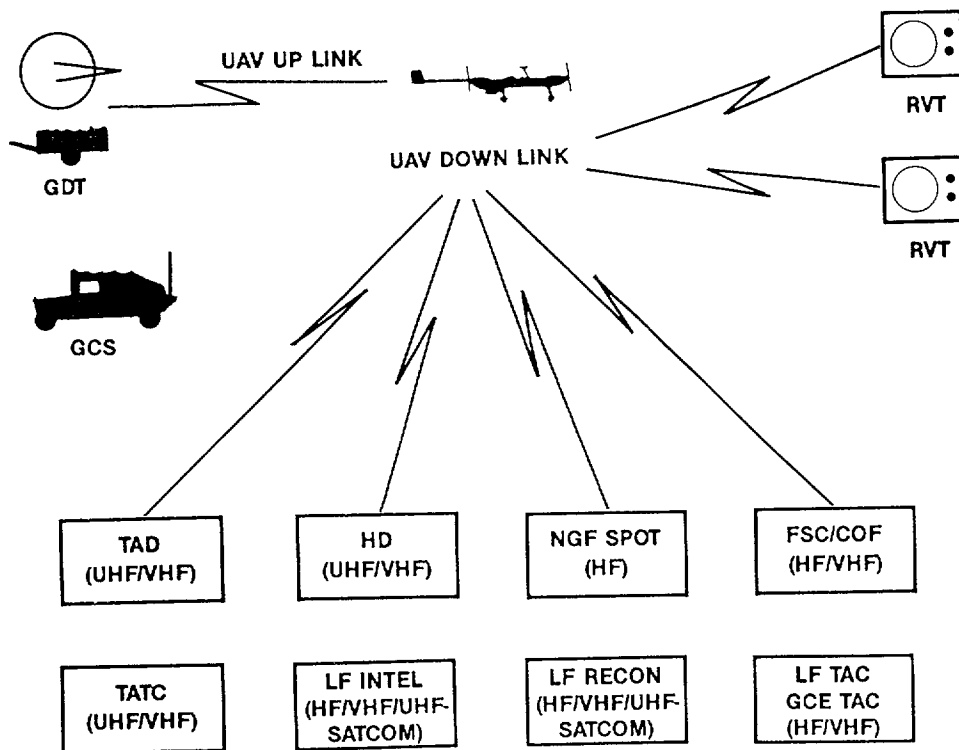 UAV UP LINK
RVT
GDT
UAV DOWN LINK
RVT
GCS
TAD
(UHF/VHF)
HD
(UHF/VHF)
NGF SPOT
(HF)
FSC/COF
(HF/VHF)
TATC
(UHF/VHF)
LF INTEL
(HF/VHF/UHF-
SATCOM)
LF RECON
(HF/VHF/UHF-
SATCOM)
LF TAC
GCE TAC
(HF/VHF)